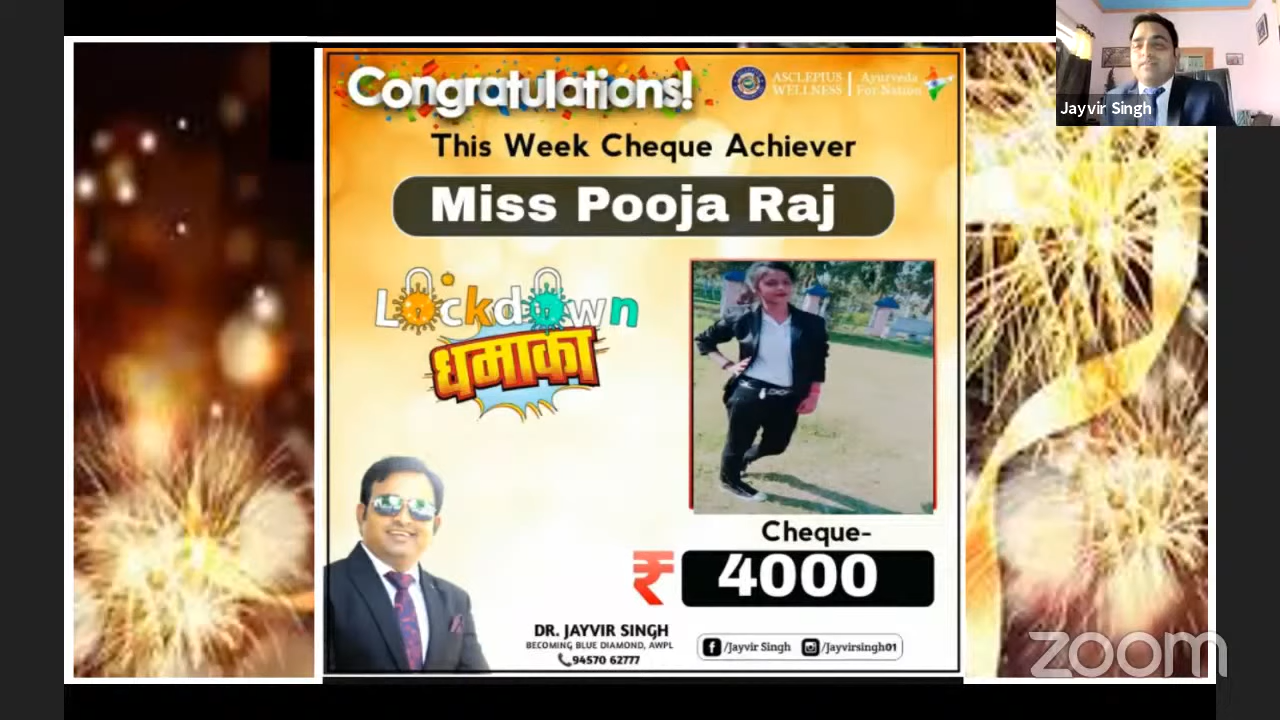 Congratulations!
ASCLEPIUS
WELLNESS
Ayurveda
For Nation
Jayvir Singh
This Week Cheque Achiever
Miss Pooja Raj
Lockdown
धमाका
Cheque-
₹ 4000
DR. JAYVIR SINGH
BECOMING BLUE DIAMOND, AWPL
94570 62777
/Jayvir Singh
/Jayvirsingh01
zoom